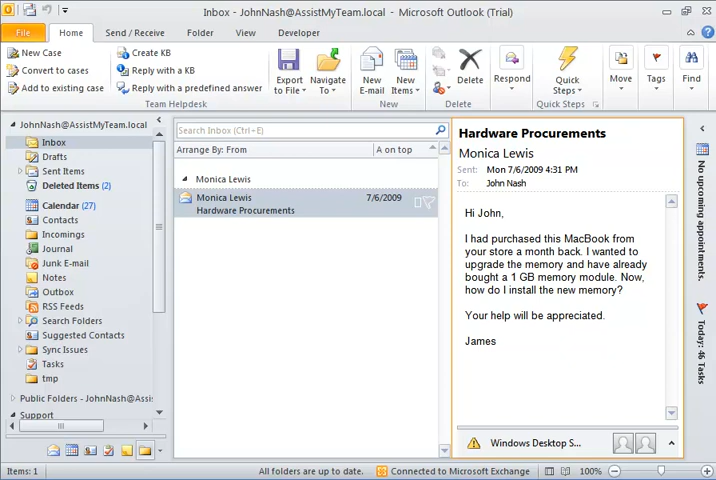 Inbox - JohnNash@AssistMyTeam.local - Microsoft Outlook (Trial)
File Home Send / Receive Folder View Developer
New Case
Convert to cases
Add to existing case
Create KB
Reply with a KB
Reply with a predefined answer
Export to File
Navigate To
Team Helpdesk
New E-mail
New Items
New
Delete
Delete
Respond
Quick Steps
Quick Steps
Move
Tags
Find
JohnNash@AssistMyTeam.local
Inbox
Drafts
Sent Items
Deleted Items (2)
Calendar (27)
Contacts
Incomings
Journal
Junk E-mail
Notes
Outbox
RSS Feeds
Search Folders
Suggested Contacts
Sync Issues
Tasks
tmp
Public Folders - JohnNash@Assis
Support
Search Inbox (Ctrl+E)
Arrange By: From A on top
Monica Lewis
Monica Lewis 7/6/2009
Hardware Procurements
Hardware Procurements
Monica Lewis
Sent: Mon 7/6/2009 4:31 PM
To: John Nash
Hi John,
I had purchased this MacBook from
your store a month back. I wanted to
upgrade the memory and have already
bought a 1 GB memory module. Now,
how do I install the new memory?
Your help will be appreciated.
James
Windows Desktop S...
No upcoming appointments.
Today: 46 Tasks
Items: 1 All folders are up to date. Connected to Microsoft Exchange 100%